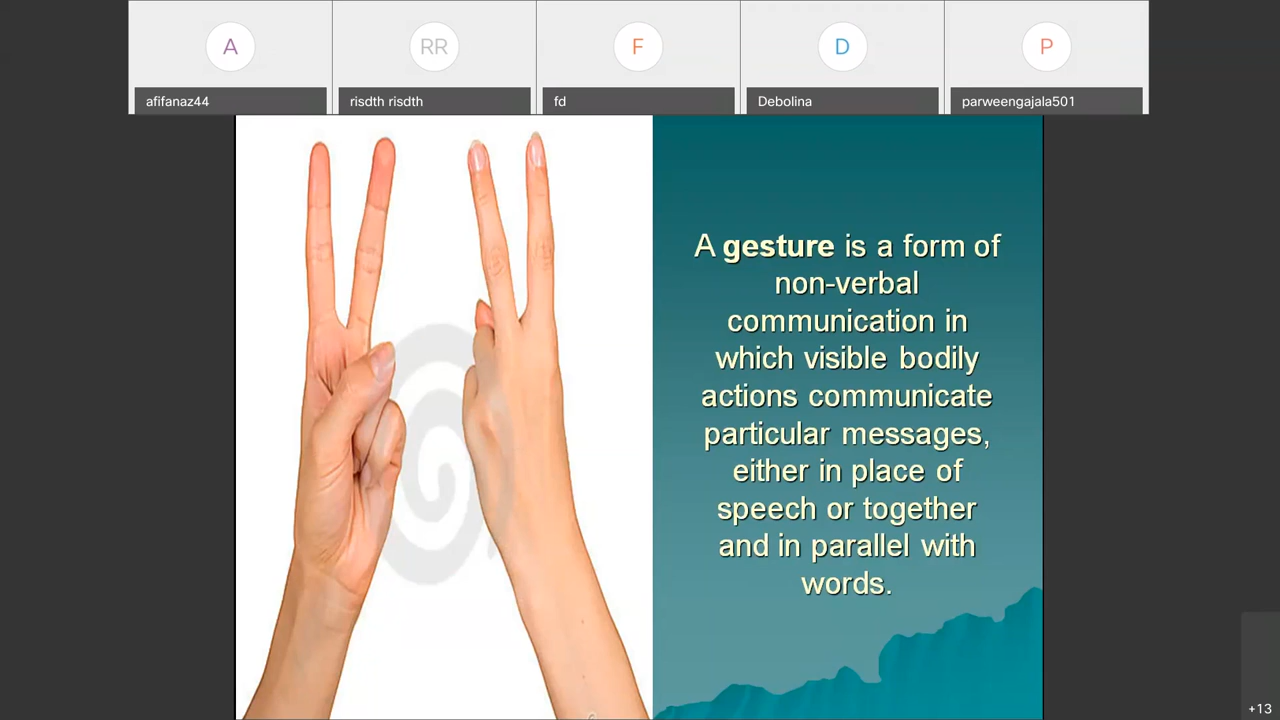 A
RR
F
D
P
afifanaz44
risdth risdth
fd
Debolina
parweengajala501
A gesture is a form of
non-verbal
communication in
which visible bodily
actions communicate
particular messages,
either in place of
speech or together
and in parallel with
words.
+13